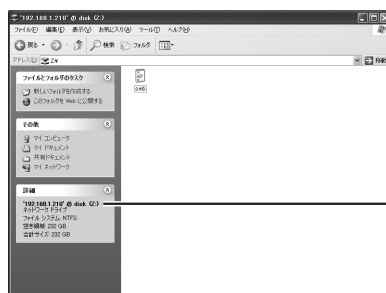 '192.168.1.210' の disk (Z:)
ファイル(F) 編集(E) 表示(V) お気に入り(A) ツール(T) ヘルプ(H)
戻る 検索 フォルダ
アドレス(D) Z:¥ 移動
ファイルとフォルダのタスク
新しいフォルダを作成する
このフォルダを Web に公開する
その他
マイ コンピュータ
マイ ドキュメント
共有ドキュメント
マイ ネットワーク
詳細
'192.168.1.210' の disk (Z:)
ネットワーク ドライブ
ファイル システム: NTFS
空き領域: 232 GB
合計サイズ: 232 GB